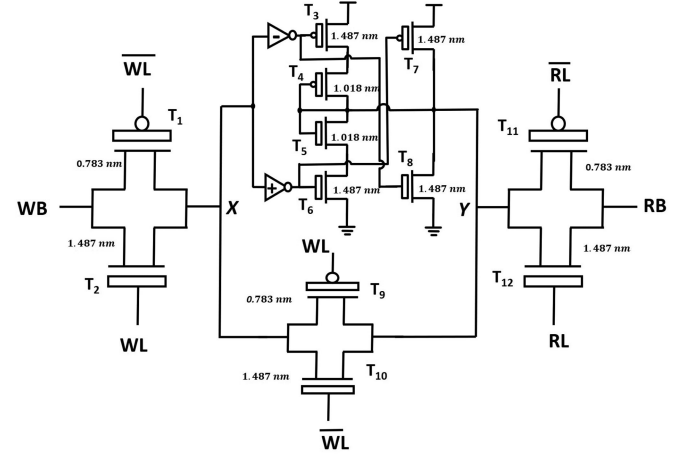 T3
1.487 nm
T7
1.487 nm
WL
T4
1.018 nm
RL
T1
T11
1.018 nm
T5
0.783 nm
T8
0.783 nm
1.487 nm
1.487 nm
T6
WB
X
Y
RB
1.487 nm
WL
1.487 nm
T2
T9
0.783 nm
T12
WL
RL
1.487 nm
T10
WL